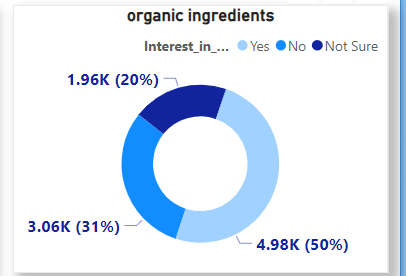 organic ingredients
Interest_in_... Yes No Not Sure
1.96K (20%)
3.06K (31%)
4.98K (50%)